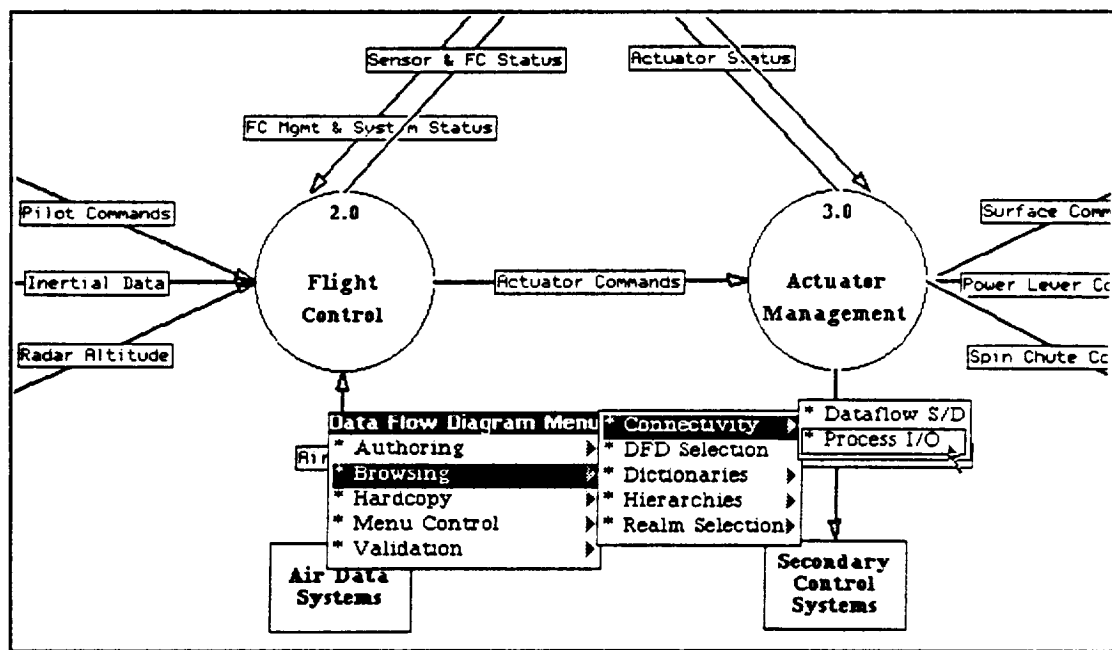 Sensor & FC Status
Actuator Status
FC Mgmt & System Status
2.0
3.0
Pilot Commands
Surface Comm
Inertial Data
Flight
Control
Actuator Commands
Actuator
Management
Power Lever Co
Radar Altitude
Spin Chute Co
Data Flow Diagram Menu
* Authoring
* Browsing
* Hardcopy
* Menu Control
* Validation
* Connectivity
* DFD Selection
* Dictionaries
* Hierarchies
* Realm Selection
* Dataflow S/D
* Process I/O
Air
Air Data
Systems
Secondary
Control
Systems